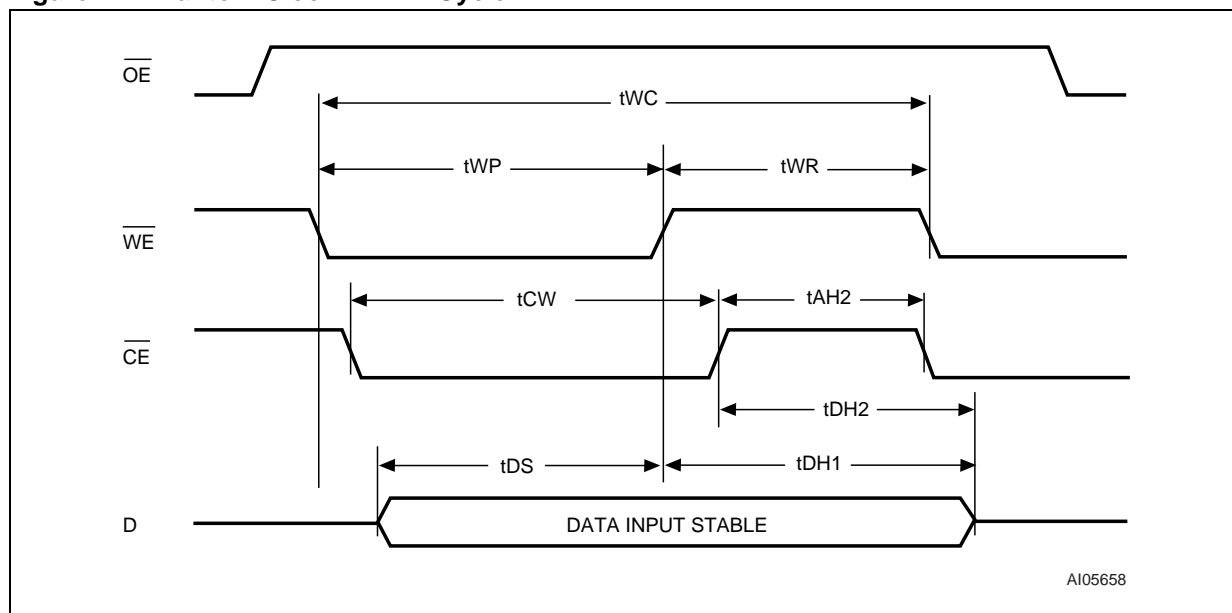 OE
tWC
tWP
tWR
WE
tCW
tAH2
CE
tDH2
tDS
tDH1
D
DATA INPUT STABLE
AI05658